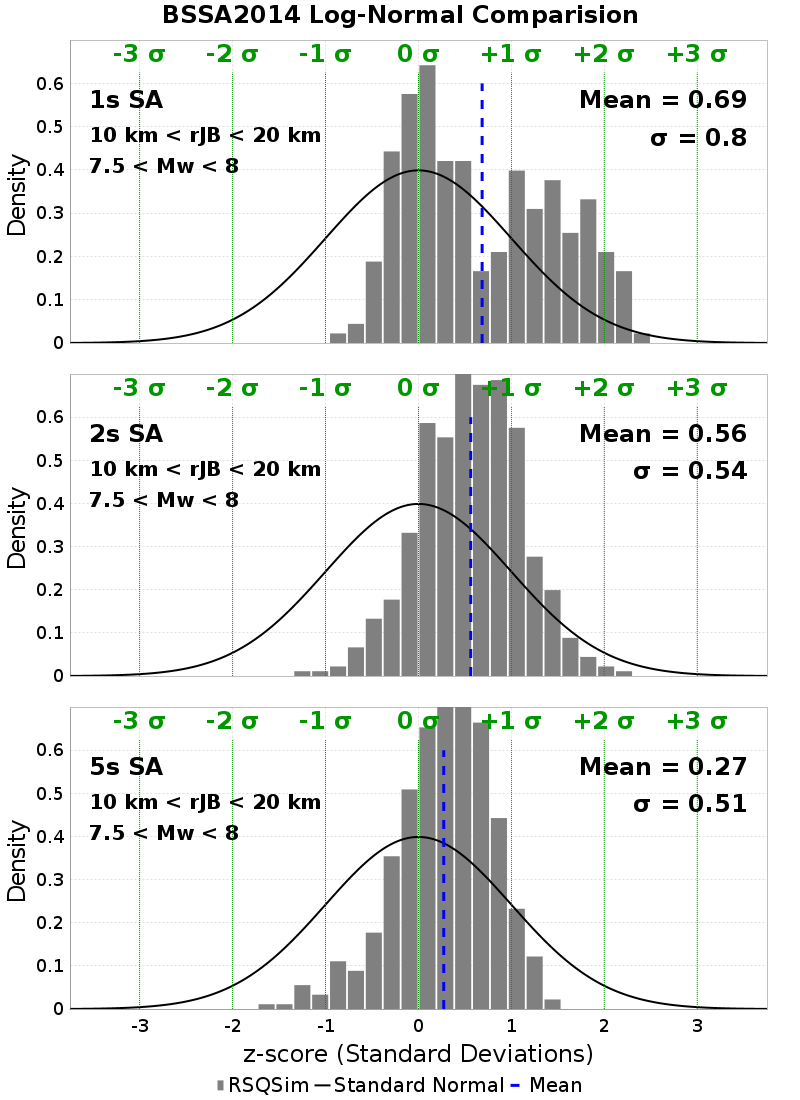 BSSA2014 Log-Normal Comparision
-3 σ -2 σ -1 σ 0 σ +1 σ +2 σ +3 σ
1s SA
Mean = 0.69
10 km < rJB < 20 km
σ = 0.8
7.5 < Mw < 8
Density
0.6
0.5
0.4
0.3
0.2
0.1
0
-3 σ -2 σ -1 σ 0 σ +1 σ +2 σ +3 σ
2s SA
Mean = 0.56
10 km < rJB < 20 km
σ = 0.54
7.5 < Mw < 8
Density
0.6
0.5
0.4
0.3
0.2
0.1
0
-3 σ -2 σ -1 σ 0 σ +1 σ +2 σ +3 σ
5s SA
Mean = 0.27
10 km < rJB < 20 km
σ = 0.51
7.5 < Mw < 8
Density
0.6
0.5
0.4
0.3
0.2
0.1
0
-3 -2 -1 0 1 2 3
z-score (Standard Deviations)
RSQSim Standard Normal Mean